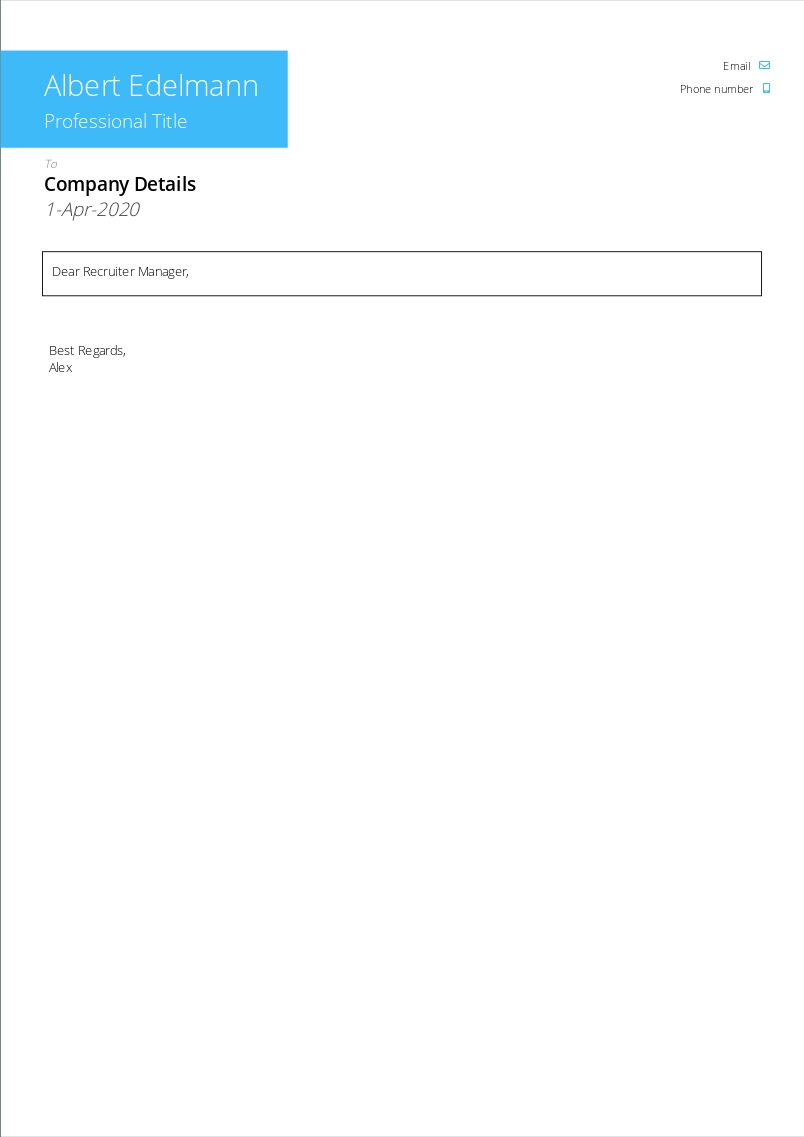 Albert Edelmann
Professional Title
Email
Phone number
To
Company Details
1-Apr-2020
Dear Recruiter Manager,
Best Regards,
Alex